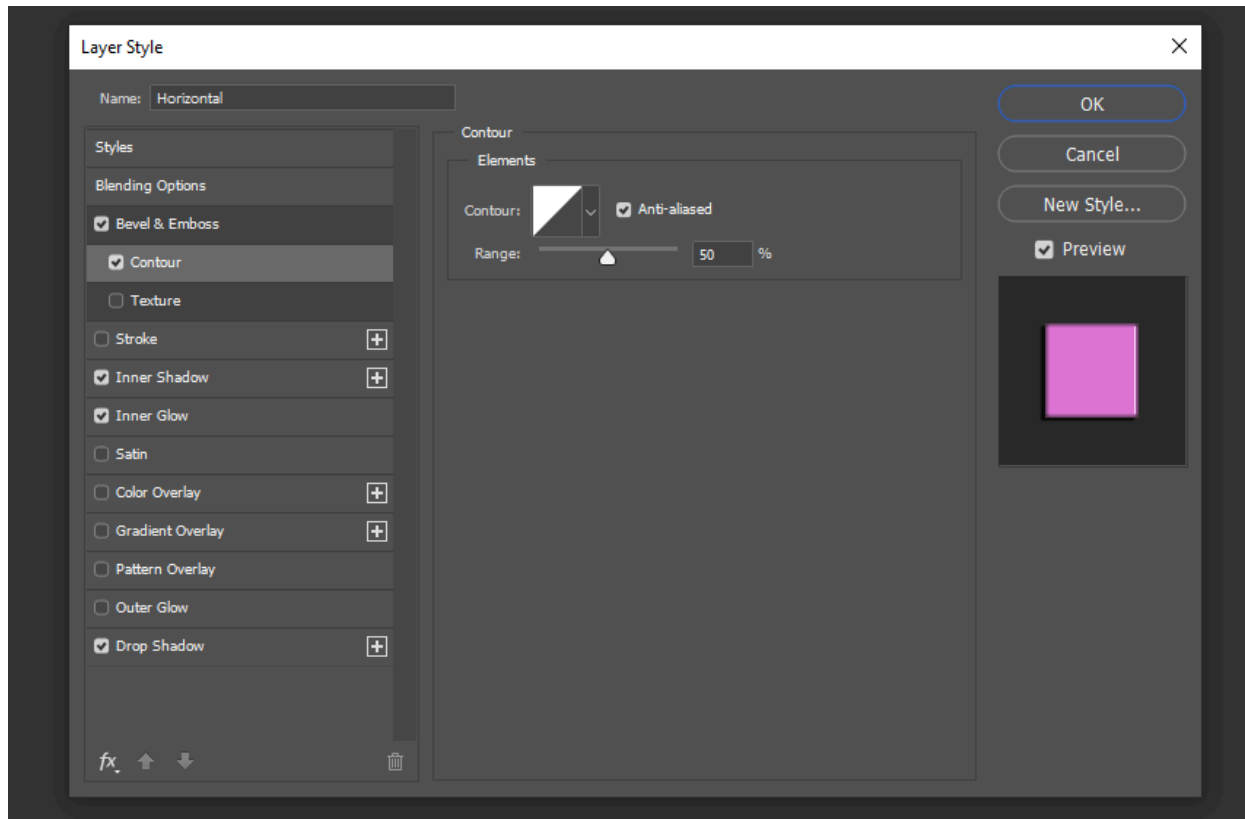 Layer Style
Name: Horizontal
Styles
Blending Options
Bevel & Emboss
Contour
Texture
Stroke
Inner Shadow
Inner Glow
Satin
Color Overlay
Gradient Overlay
Pattern Overlay
Outer Glow
Drop Shadow
fx
Contour
Elements
Contour: Anti-aliased
Range: 50 %
OK
Cancel
New Style...
Preview